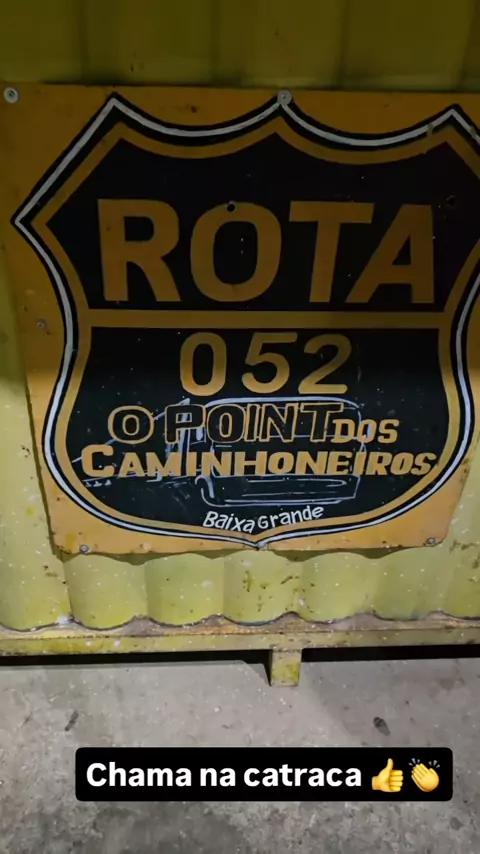 ROTA
052
O POINT DOS
CAMINHONEIROS
Baixa Grande
Chama na catraca 👍👏